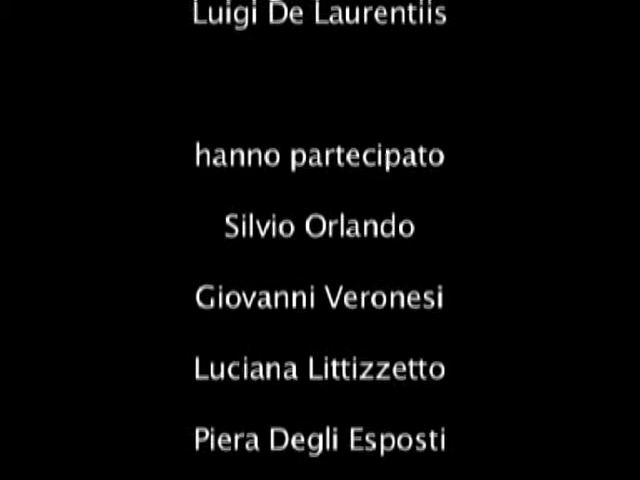 Luigi De Laurentiis
hanno partecipato
Silvio Orlando
Giovanni Veronesi
Luciana Littizzetto
Piera Degli Esposti